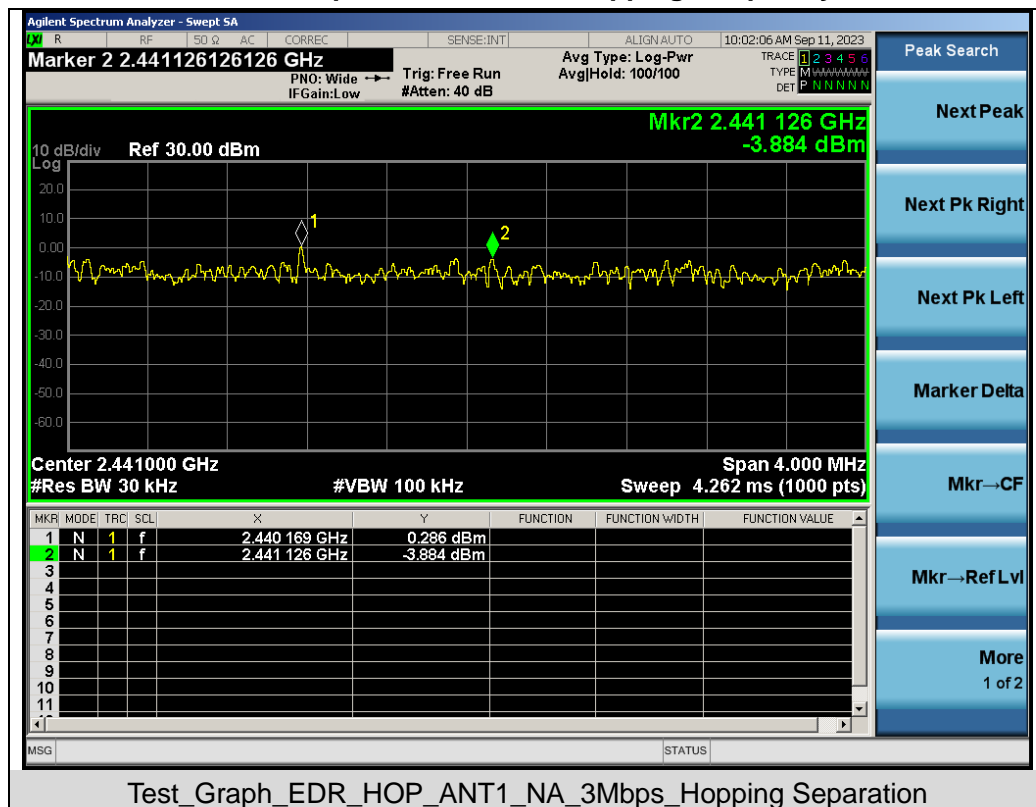 Agilent Spectrum Analyzer - Swept SA
LXI R RF 50 Ω AC CORREC SENSE:INT ALIGNAUTO 10:02:06 AM Sep 11, 2023
Marker 2 2.441126126126 GHz
PNO: Wide
IFGain:Low
Trig: Free Run
#Atten: 40 dB
Avg Type: Log-Pwr
Avg|Hold: 100/100
TRACE 1 2 3 4 5 6
TYPE M
DET P N N N N N
Mkr2 2.441 126 GHz
-3.884 dBm
10 dB/div Ref 30.00 dBm
Log
20.0
10.0
0.00
-10.0
-20.0
-30.0
-40.0
-50.0
-60.0
1
2
Center 2.441000 GHz Span 4.000 MHz
#Res BW 30 kHz #VBW 100 kHz Sweep 4.262 ms (1000 pts)
MKR MODE TRC SCL X Y FUNCTION FUNCTION WIDTH FUNCTION VALUE
1 N 1 f 2.440 169 GHz 0.286 dBm
2 N 1 f 2.441 126 GHz -3.884 dBm
3
4
5
6
7
8
9
10
11
MSG STATUS
Peak Search
Next Peak
Next Pk Right
Next Pk Left
Marker Delta
Mkr→CF
Mkr→Ref Lvl
More
1 of 2
Test_Graph_EDR_HOP_ANT1_NA_3Mbps_Hopping Separation